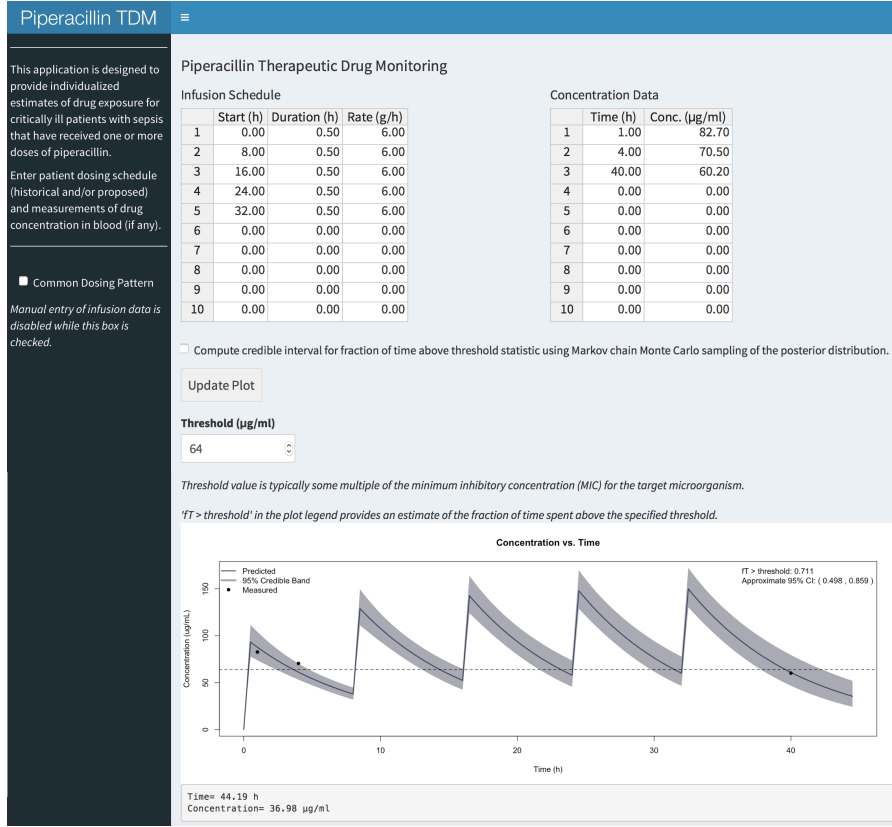 Piperacillin TDM
This application is designed to
provide individualized
estimates of drug exposure for
critically ill patients with sepsis
that have received one or more
doses of piperacillin.
Enter patient dosing schedule
(historical and/or proposed)
and measurements of drug
concentration in blood (if any).
Common Dosing Pattern
Manual entry of infusion data is
disabled while this box is
checked.
Piperacillin Therapeutic Drug Monitoring
Infusion Schedule
Start (h) Duration (h) Rate (g/h)
1 0.00 0.50 6.00
2 8.00 0.50 6.00
3 16.00 0.50 6.00
4 24.00 0.50 6.00
5 32.00 0.50 6.00
6 0.00 0.00 0.00
7 0.00 0.00 0.00
8 0.00 0.00 0.00
9 0.00 0.00 0.00
10 0.00 0.00 0.00
Concentration Data
Time (h) Conc. (μg/ml)
1 1.00 82.70
2 4.00 70.50
3 40.00 60.20
4 0.00 0.00
5 0.00 0.00
6 0.00 0.00
7 0.00 0.00
8 0.00 0.00
9 0.00 0.00
10 0.00 0.00
Compute credible interval for fraction of time above threshold statistic using Markov chain Monte Carlo sampling of the posterior distribution.
Update Plot
Threshold (μg/ml)
64
Threshold value is typically some multiple of the minimum inhibitory concentration (MIC) for the target microorganism.
'fT > threshold' in the plot legend provides an estimate of the fraction of time spent above the specified threshold.
Concentration vs. Time
Predicted
95% Credible Band
Measured
fT > threshold: 0.711
Approximate 95% CI: ( 0.498 , 0.859 )
Concentration (ug/mL)
150
100
50
0
0 10 20 30 40
Time (h)
Time= 44.19 h
Concentration= 36.98 μg/ml